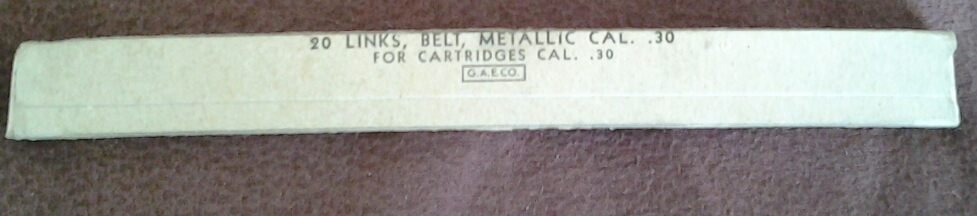 20 LINKS, BELT, METALLIC CAL. .30
FOR CARTRIDGES CAL. .30
G.A.E.CO.